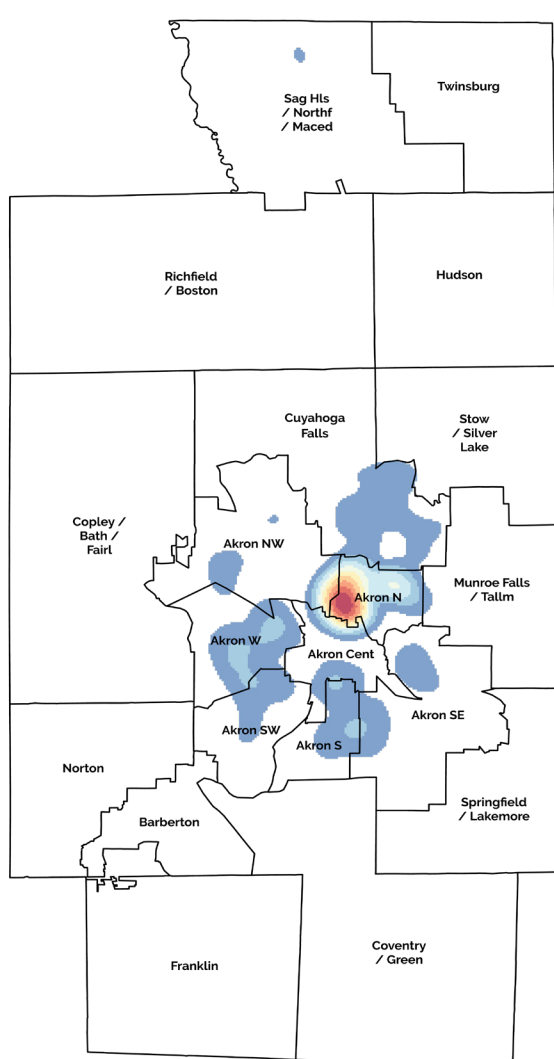 Twinsburg
Sag Hls
/ Northf
/ Maced
Richfield
/ Boston
Hudson
Cuyahoga
Falls
Stow
/ Silver
Lake
Copley /
Bath /
Fairl
Akron NW
Munroe Falls
/ Tallm
Akron N
Akron W
Akron Cent
Akron SE
Akron SW
Akron S
Norton
Springfield
/ Lakemore
Barberton
Coventry
/ Green
Franklin